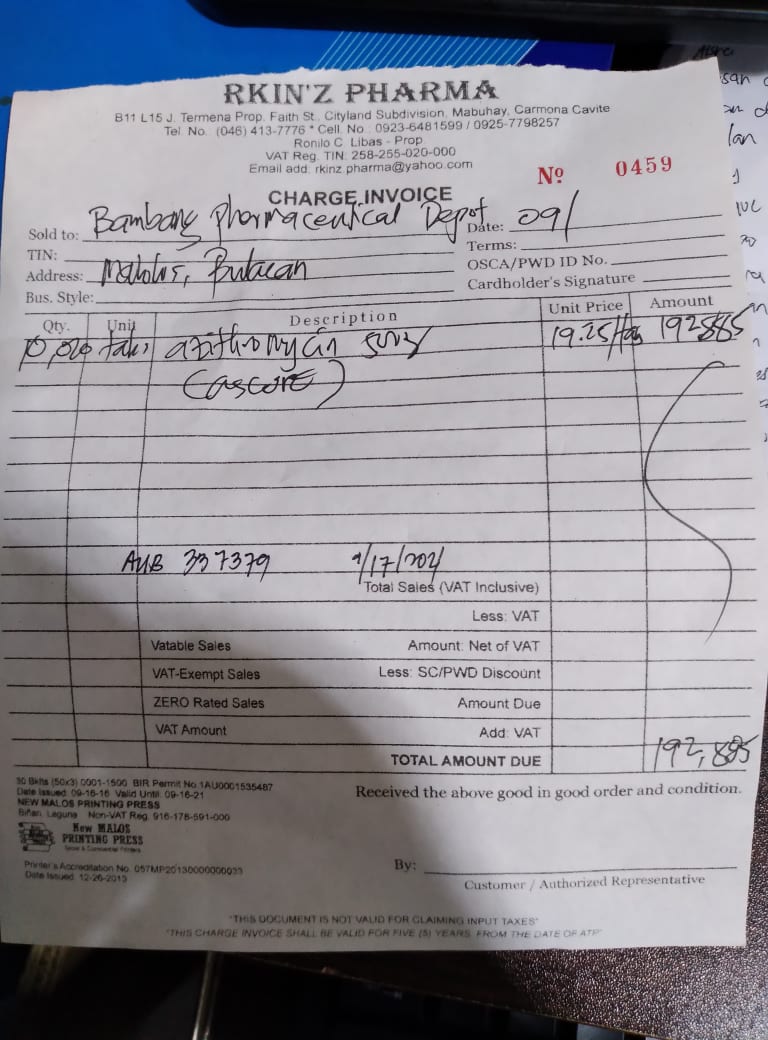 RKIN'Z PHARMA
B11 L15 J. Termena Prop. Faith St., Cityland Subdivision, Mabuhay, Carmona Cavite
Tel. No. (046) 413-7776 * Cell. No.: 0923-6481599 / 0925-7798257
Ronilo C. Libas - Prop.
VAT Reg. TIN: 258-255-020-000
Email add: rkinz.pharma@yahoo.com
Nº 0459
CHARGE INVOICE
Sold to: Bambang Pharmaceutical Depot Date: 09/
TIN: Terms:
Address: Malolos, Bulacan OSCA/PWD ID No.
Bus. Style: Cardholder's Signature
Qty. Unit Description Unit Price Amount
10,020 azithromycin 19.25 192885
(ascure)
AUB 337379 9/17/2021
Total Sales (VAT Inclusive)
Less: VAT
Vatable Sales Amount: Net of VAT
VAT-Exempt Sales Less: SC/PWD Discount
ZERO Rated Sales Amount Due
VAT Amount Add: VAT
TOTAL AMOUNT DUE 192,885
30 Bklts (50x3) 0001-1500 BIR Permit No. 1AU0001535487
Date Issued: 09-16-16 Valid Until: 09-16-21
NEW MALOS PRINTING PRESS
Biñan, Laguna Non-VAT Reg. 916-178-591-000
New MALOS
PRINTING PRESS
Printer's Accreditation No. 057MP20130000000033
Date Issued: 12-26-2013
Received the above good in good order and condition.
By:
Customer / Authorized Representative
"THIS DOCUMENT IS NOT VALID FOR CLAIMING INPUT TAXES"
"THIS CHARGE INVOICE SHALL BE VALID FOR FIVE (5) YEARS FROM THE DATE OF ATP"